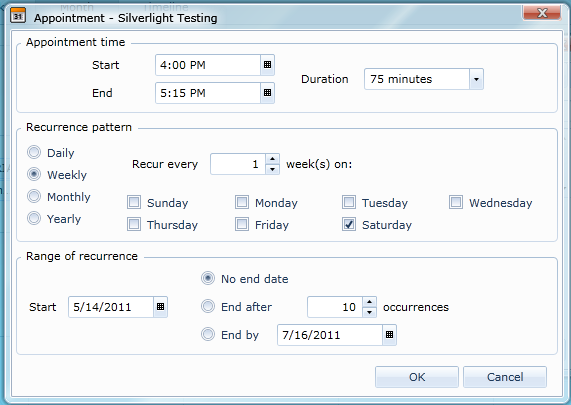 Month Timeline
31 Appointment - Silverlight Testing
Appointment time
Start 4:00 PM
Duration 75 minutes
End 5:15 PM
Recurrence pattern
Daily
Recur every 1 week(s) on:
Weekly
Monthly
Sunday Monday Tuesday Wednesday
Yearly
Thursday Friday Saturday
Range of recurrence
No end date
Start 5/14/2011
End after 10 occurrences
End by 7/16/2011
OK Cancel